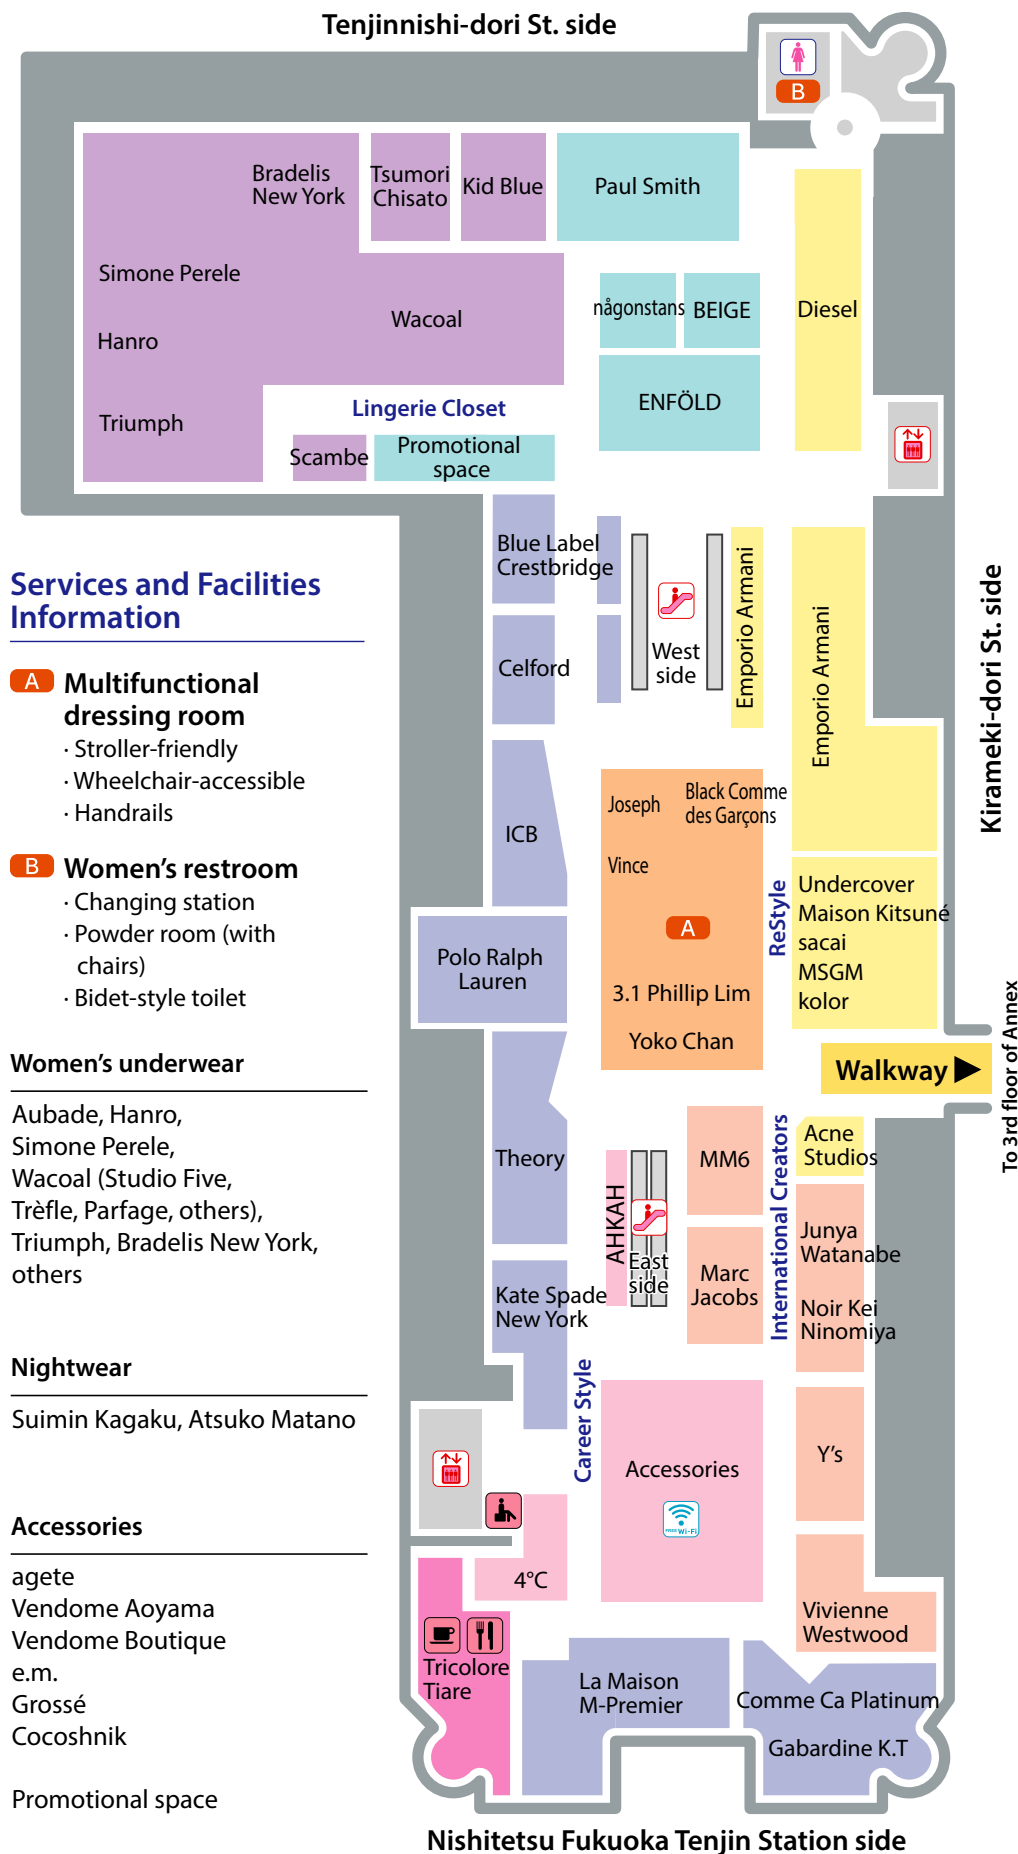 Tenjinnishi-dori St. side
B
Bradelis
New York
Tsumori
Chisato
Kid Blue
Paul Smith
Simone Perele
Hanro
Wacoal
någonstans
BEIGE
Diesel
Triumph
Lingerie Closet
ENFÖLD
Scambe
Promotional
space
Blue Label
Crestbridge
Emporio Armani
West
side
Celford
Emporio Armani
Kirameki-dori St. side
Services and Facilities
Information
A Multifunctional
dressing room
· Stroller-friendly
· Wheelchair-accessible
· Handrails
B Women's restroom
· Changing station
· Powder room (with
chairs)
· Bidet-style toilet
Women's underwear
Aubade, Hanro,
Simone Perele,
Wacoal (Studio Five,
Trèfle, Parfage, others),
Triumph, Bradelis New York,
others
Nightwear
Suimin Kagaku, Atsuko Matano
Accessories
agete
Vendome Aoyama
Vendome Boutique
e.m.
Grossé
Cocoshnik
Promotional space
ICB
Joseph
Black Comme
des Garçons
Vince
A
ReStyle
Undercover
Maison Kitsuné
sacai
MSGM
kolor
Polo Ralph
Lauren
3.1 Phillip Lim
Yoko Chan
Walkway
To 3rd floor of Annex
Theory
AHKAH
East
side
MM6
International Creators
Acne
Studios
Junya
Watanabe
Noir Kei
Ninomiya
Marc
Jacobs
Kate Spade
New York
Career Style
Accessories
FREE Wi-Fi
Y's
4°C
Vivienne
Westwood
Tricolore
Tiare
La Maison
M-Premier
Comme Ca Platinum
Gabardine K.T
Nishitetsu Fukuoka Tenjin Station side